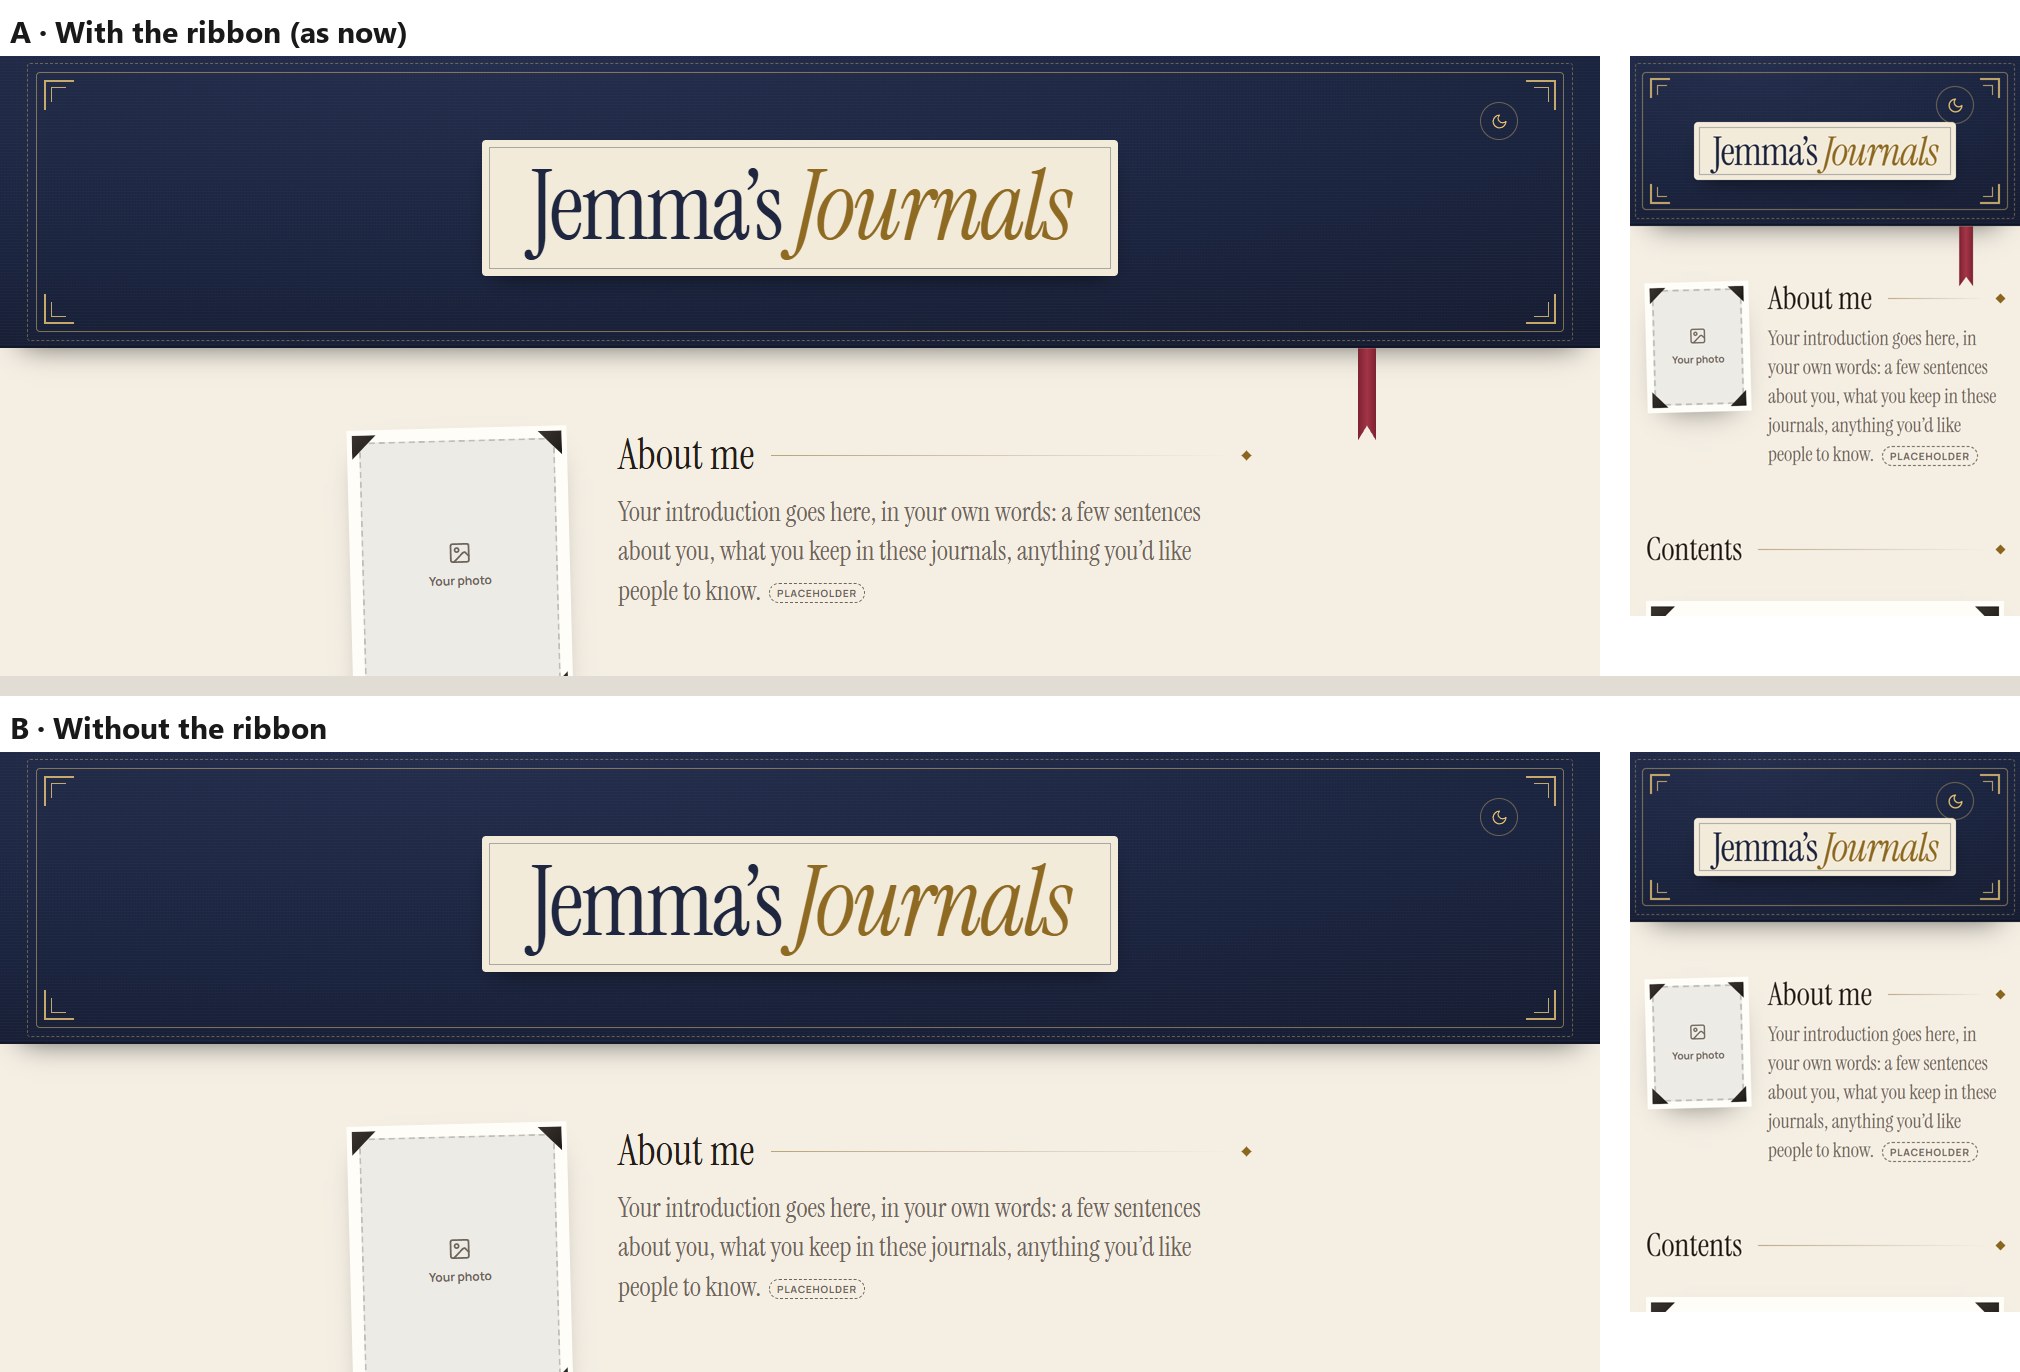 A · With the ribbon (as now)
Jemma’s Journals
Your photo
About me
Your introduction goes here, in your own words: a few sentences
about you, what you keep in these journals, anything you’d like
people to know. PLACEHOLDER
Jemma’s Journals
Your photo
About me
Your introduction goes here, in
your own words: a few sentences
about you, what you keep in these
journals, anything you’d like
people to know. PLACEHOLDER
Contents
B · Without the ribbon
Jemma’s Journals
Your photo
About me
Your introduction goes here, in your own words: a few sentences
about you, what you keep in these journals, anything you’d like
people to know. PLACEHOLDER
Jemma’s Journals
Your photo
About me
Your introduction goes here, in
your own words: a few sentences
about you, what you keep in these
journals, anything you’d like
people to know. PLACEHOLDER
Contents